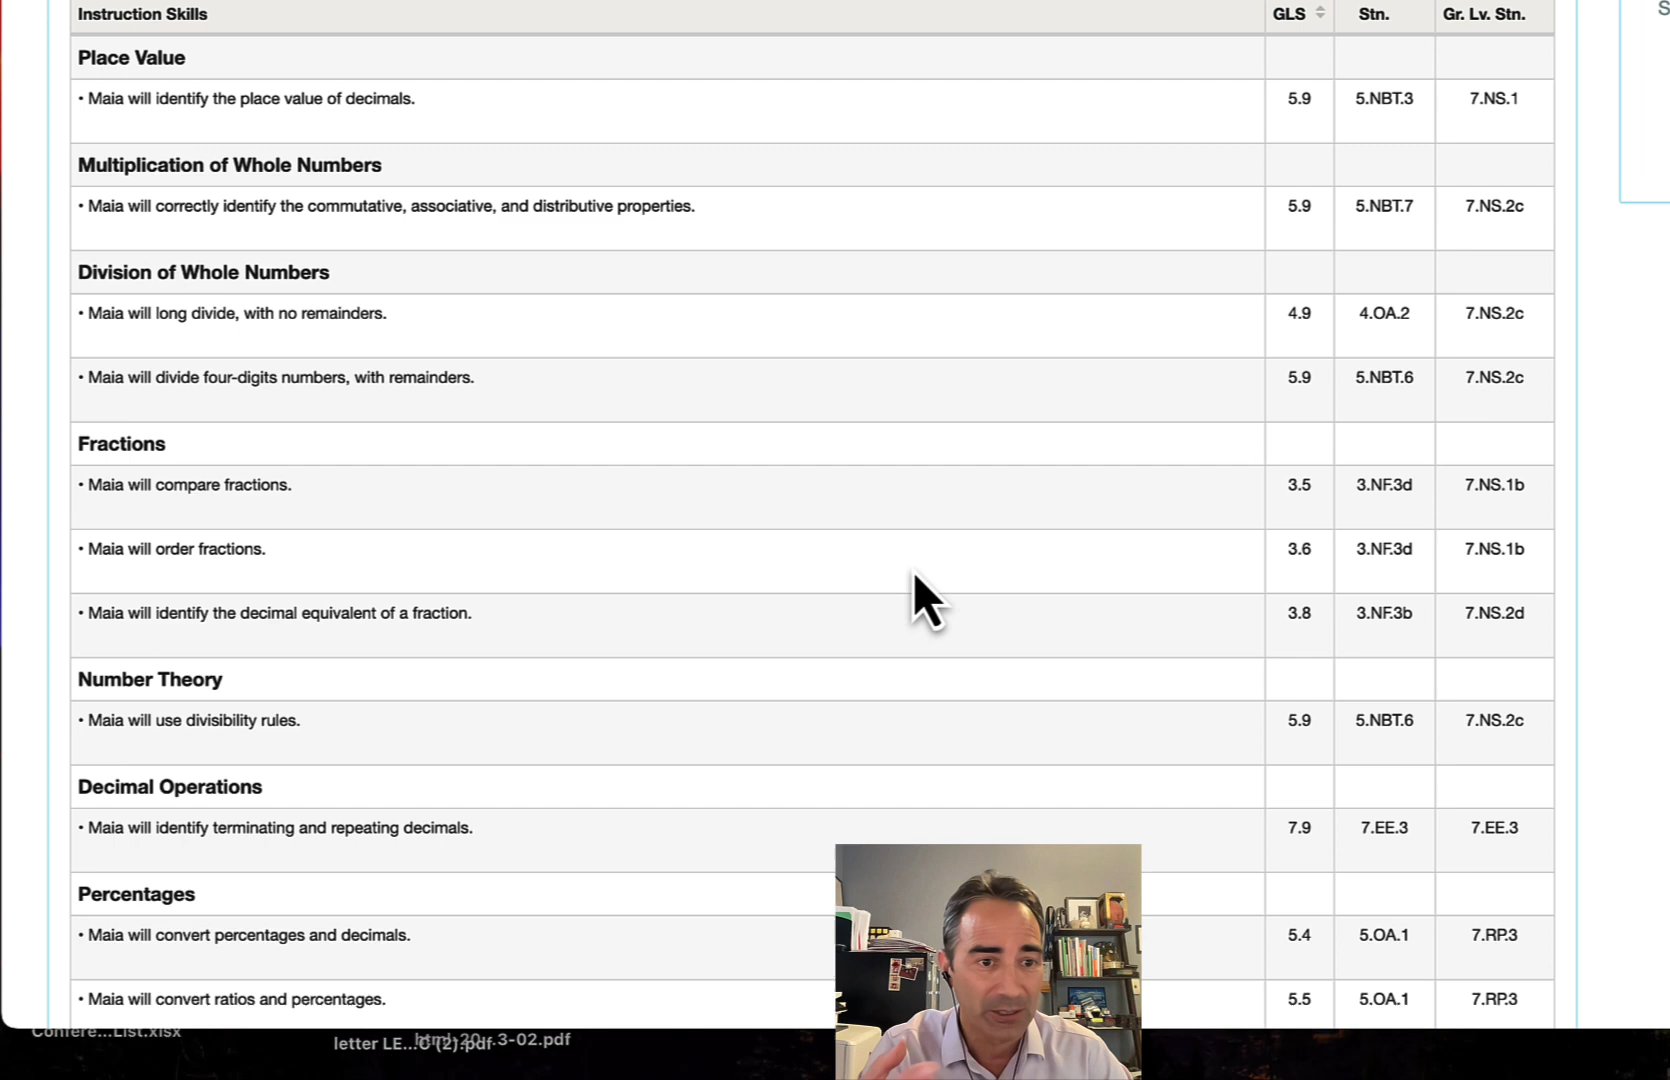 Instruction Skills GLS Stn. Gr. Lv. Stn.
Place Value
• Maia will identify the place value of decimals. 5.9 5.NBT.3 7.NS.1
Multiplication of Whole Numbers
• Maia will correctly identify the commutative, associative, and distributive properties. 5.9 5.NBT.7 7.NS.2c
Division of Whole Numbers
• Maia will long divide, with no remainders. 4.9 4.OA.2 7.NS.2c
• Maia will divide four-digits numbers, with remainders. 5.9 5.NBT.6 7.NS.2c
Fractions
• Maia will compare fractions. 3.5 3.NF.3d 7.NS.1b
• Maia will order fractions. 3.6 3.NF.3d 7.NS.1b
• Maia will identify the decimal equivalent of a fraction. 3.8 3.NF.3b 7.NS.2d
Number Theory
• Maia will use divisibility rules. 5.9 5.NBT.6 7.NS.2c
Decimal Operations
• Maia will identify terminating and repeating decimals. 7.9 7.EE.3 7.EE.3
Percentages
• Maia will convert percentages and decimals. 5.4 5.OA.1 7.RP.3
• Maia will convert ratios and percentages. 5.5 5.OA.1 7.RP.3
Confere...List.xlsx
letter LE...C (2).pdf
.3-02.pdf